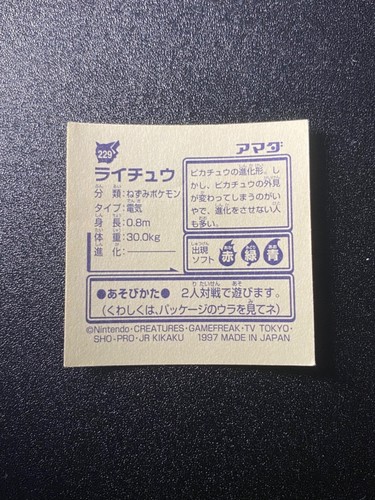 229
アマダ
ライチュウ
分類：ねずみポケモン
タイプ：電気
身長：0.8m
体重：30.0kg
進化：―――――
ピカチュウの進化形。し
かし、ピカチュウの外見
が変わってしまうのがい
やで、進化をさせない人
も多い。
出現
ソフト
赤 緑 青
●あそびかた● 2人対戦で遊びます。
（くわしくは、パッケージのウラを見てネ）
©Nintendo・CREATURES・GAMEFREAK・TV TOKYO・
SHO-PRO・JR KIKAKU 1997 MADE IN JAPAN